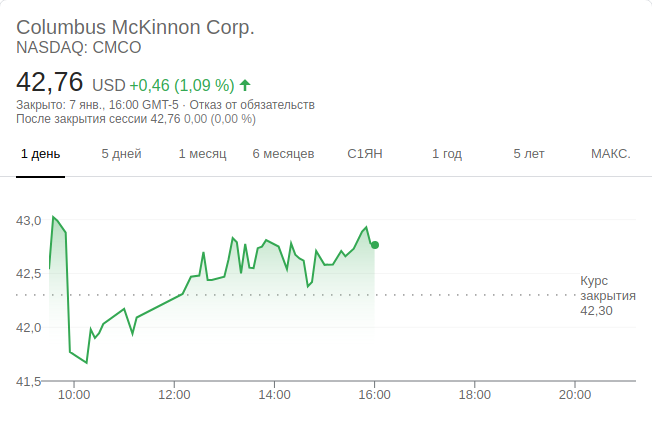 Columbus McKinnon Corp.
NASDAQ: CMCO
42,76 USD +0,46 (1,09 %)
Закрыто: 7 янв., 16:00 GMT-5 · Отказ от обязательств
После закрытия сессии 42,76 0,00 (0,00 %)
1 день 5 дней 1 месяц 6 месяцев С1ЯН 1 год 5 лет МАКС.
43,0
42,5
Курс
закрытия
42,30
42,0
41,5
10:00 12:00 14:00 16:00 18:00 20:00